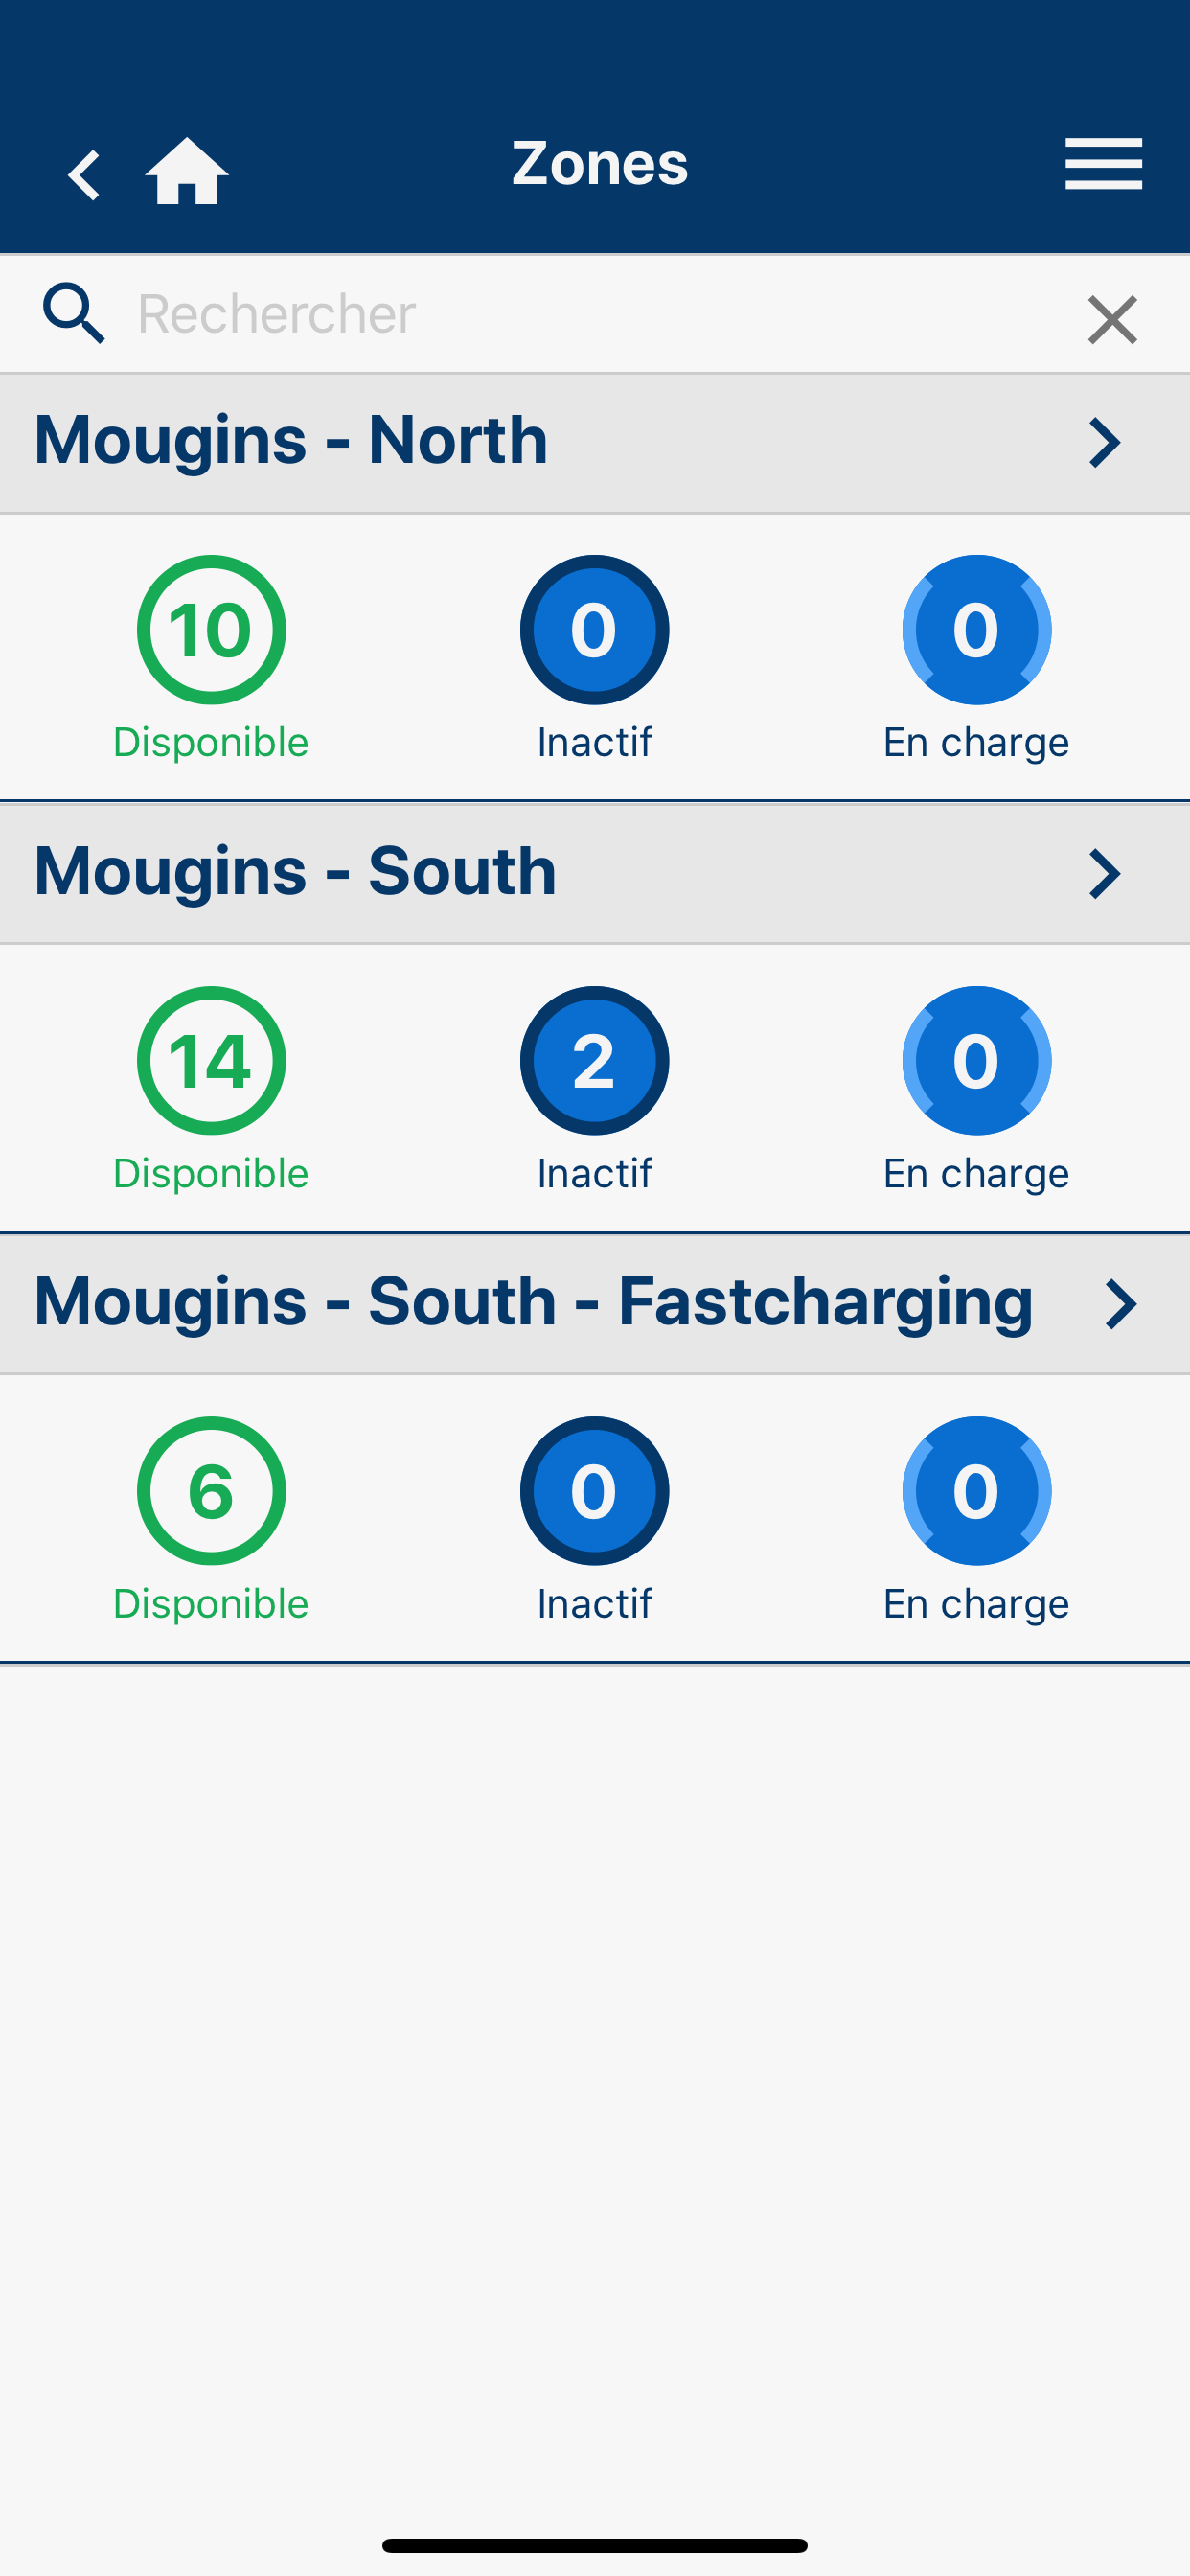 Zones
Rechercher
Mougins - North
10 0 0
Disponible Inactif En charge
Mougins - South
14 2 0
Disponible Inactif En charge
Mougins - South - Fastcharging
6 0 0
Disponible Inactif En charge